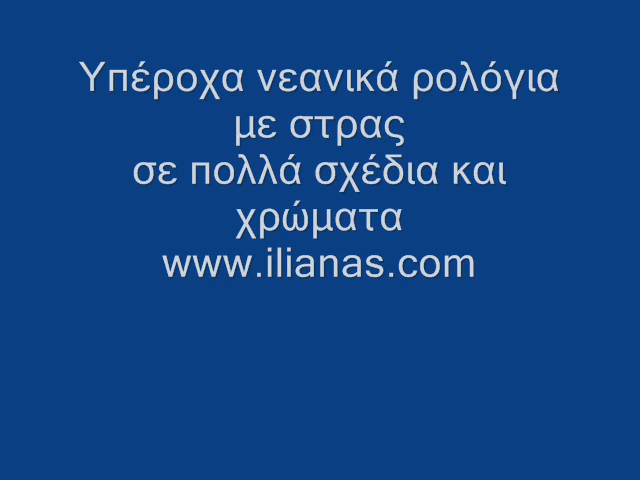 Υπέροχα νεανικά ρολόγια
με στρας
σε πολλά σχέδια και
χρώματα
www.ilianas.com